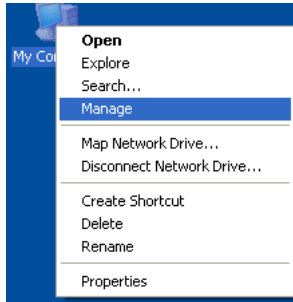 My Co
Open
Explore
Search...
Manage
Map Network Drive...
Disconnect Network Drive...
Create Shortcut
Delete
Rename
Properties